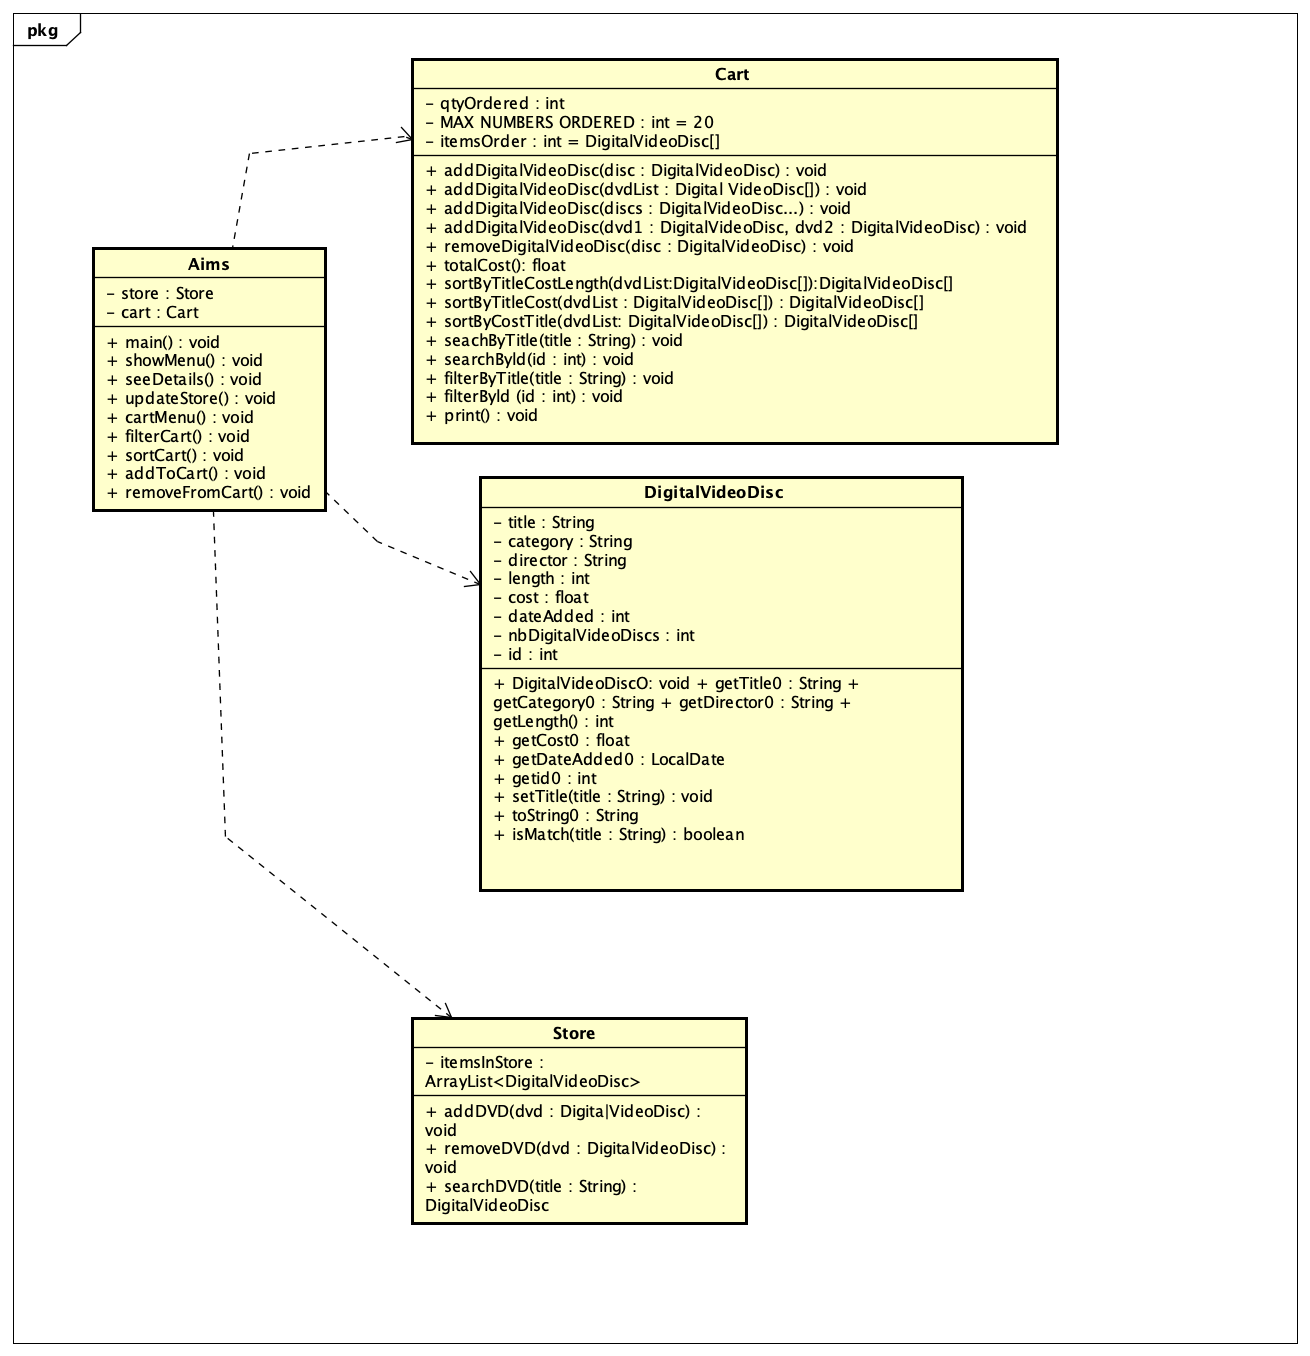 pkg
Cart
- qtyOrdered : int
- MAX NUMBERS ORDERED : int = 20
- itemsOrder : int = DigitalVideoDisc[]
+ addDigitalVideoDisc(disc : DigitalVideoDisc) : void
+ addDigitalVideoDisc(dvdList : Digital VideoDisc[]) : void
+ addDigitalVideoDisc(discs : DigitalVideoDisc...) : void
+ addDigitalVideoDisc(dvd1 : DigitalVideoDisc, dvd2 : DigitalVideoDisc) : void
+ removeDigitalVideoDisc(disc : DigitalVideoDisc) : void
+ totalCost(): float
+ sortByTitleCostLength(dvdList:DigitalVideoDisc[]):DigitalVideoDisc[]
+ sortByTitleCost(dvdList : DigitalVideoDisc[]) : DigitalVideoDisc[]
+ sortByCostTitle(dvdList: DigitalVideoDisc[]) : DigitalVideoDisc[]
+ seachByTitle(title : String) : void
+ searchByld(id : int) : void
+ filterByTitle(title : String) : void
+ filterByld (id : int) : void
+ print() : void
Aims
- store : Store
- cart : Cart
+ main() : void
+ showMenu() : void
+ seeDetails() : void
+ updateStore() : void
+ cartMenu() : void
+ filterCart() : void
+ sortCart() : void
+ addToCart() : void
+ removeFromCart() : void
DigitalVideoDisc
- title : String
- category : String
- director : String
- length : int
- cost : float
- dateAdded : int
- nbDigitalVideoDiscs : int
- id : int
+ DigitalVideoDiscO: void + getTitle0 : String +
getCategory0 : String + getDirector0 : String +
getLength() : int
+ getCost0 : float
+ getDateAdded0 : LocalDate
+ getid0 : int
+ setTitle(title : String) : void
+ toString0 : String
+ isMatch(title : String) : boolean
Store
- itemsInStore :
ArrayList<DigitalVideoDisc>
+ addDVD(dvd : Digita|VideoDisc) :
void
+ removeDVD(dvd : DigitalVideoDisc) :
void
+ searchDVD(title : String) :
DigitalVideoDisc